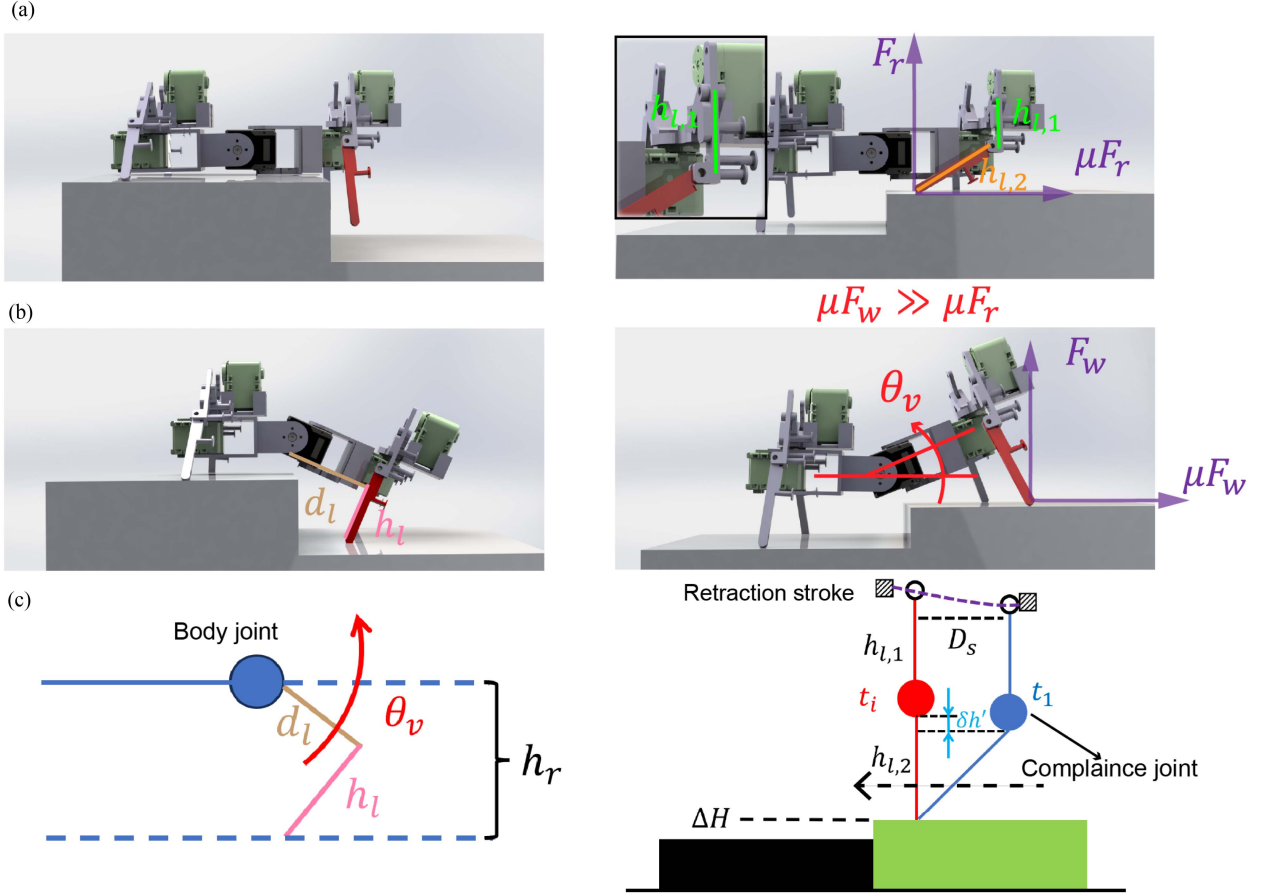 (a)
h_{l,1}
F_r
h_{l,1}
μF_r
h_{l,2}
(b)
μF_w ≫ μF_r
d_l
h_l
θ_v
F_w
μF_w
(c)
Body joint
d_l
θ_v
h_l
h_r
Retraction stroke
h_{l,1}
D_s
t_i
δh′
t_1
h_{l,2}
Complaince joint
ΔH